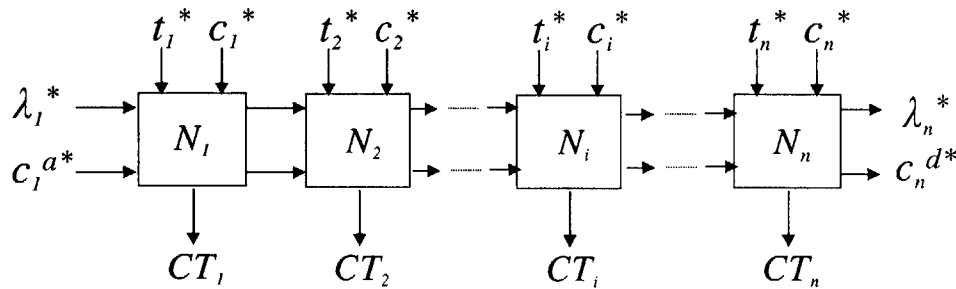 t₁* c₁* t₂* c₂* tᵢ* cᵢ* tₙ* cₙ*
λ₁* N₁ N₂ Nᵢ Nₙ λₙ*
c₁ᵃ* cₙᵈ*
CT₁ CT₂ CTᵢ CTₙ